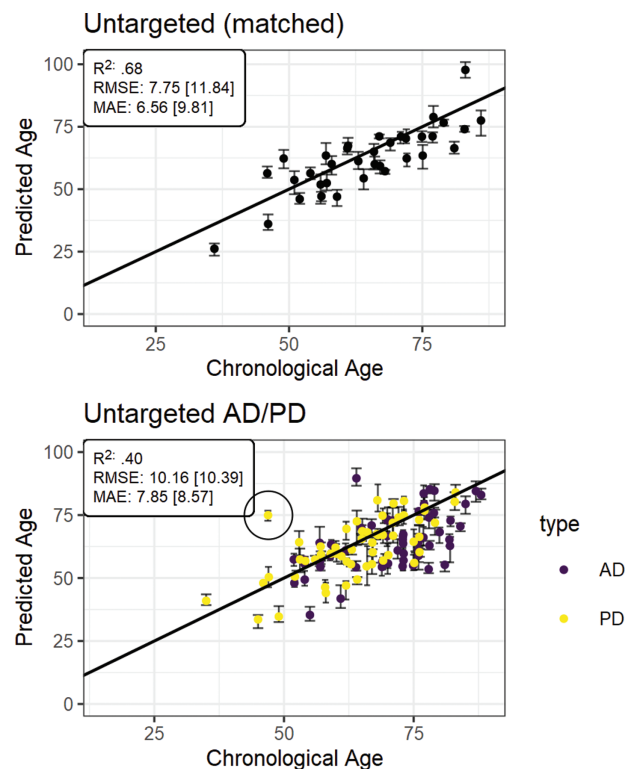 Untargeted (matched)
R²: .68
RMSE: 7.75 [11.84]
MAE: 6.56 [9.81]
100
75
50
25
0
Predicted Age
25 50 75
Chronological Age
Untargeted AD/PD
R²: .40
RMSE: 10.16 [10.39]
MAE: 7.85 [8.57]
100
75
50
25
0
Predicted Age
25 50 75
Chronological Age
type
AD
PD